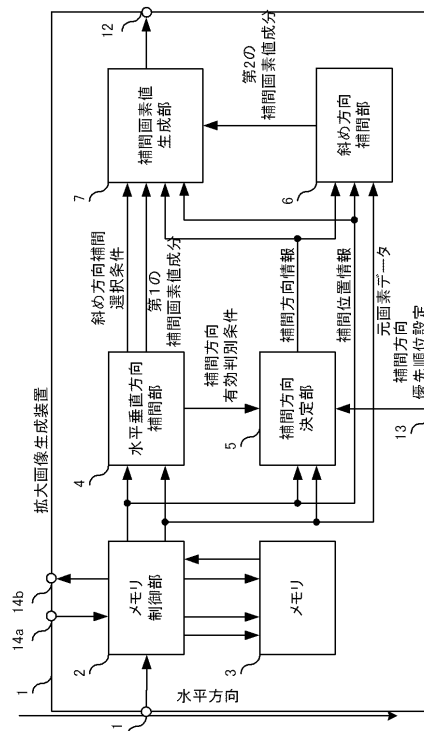 拡大画像生成装置
1
14a
14b
12
2
メモリ
制御部
3
メモリ
4
水平垂直方向
補間部
5
補間方向
決定部
7
補間画素値
生成部
6
斜め方向
補間部
斜め方向補間
選択条件
第1の
補間画素値成分
補間方向
有効判別条件
第2の
補間画素値成分
補間方向情報
補間位置情報
元画素データ
補間方向
優先順位設定
13
水平方向
1